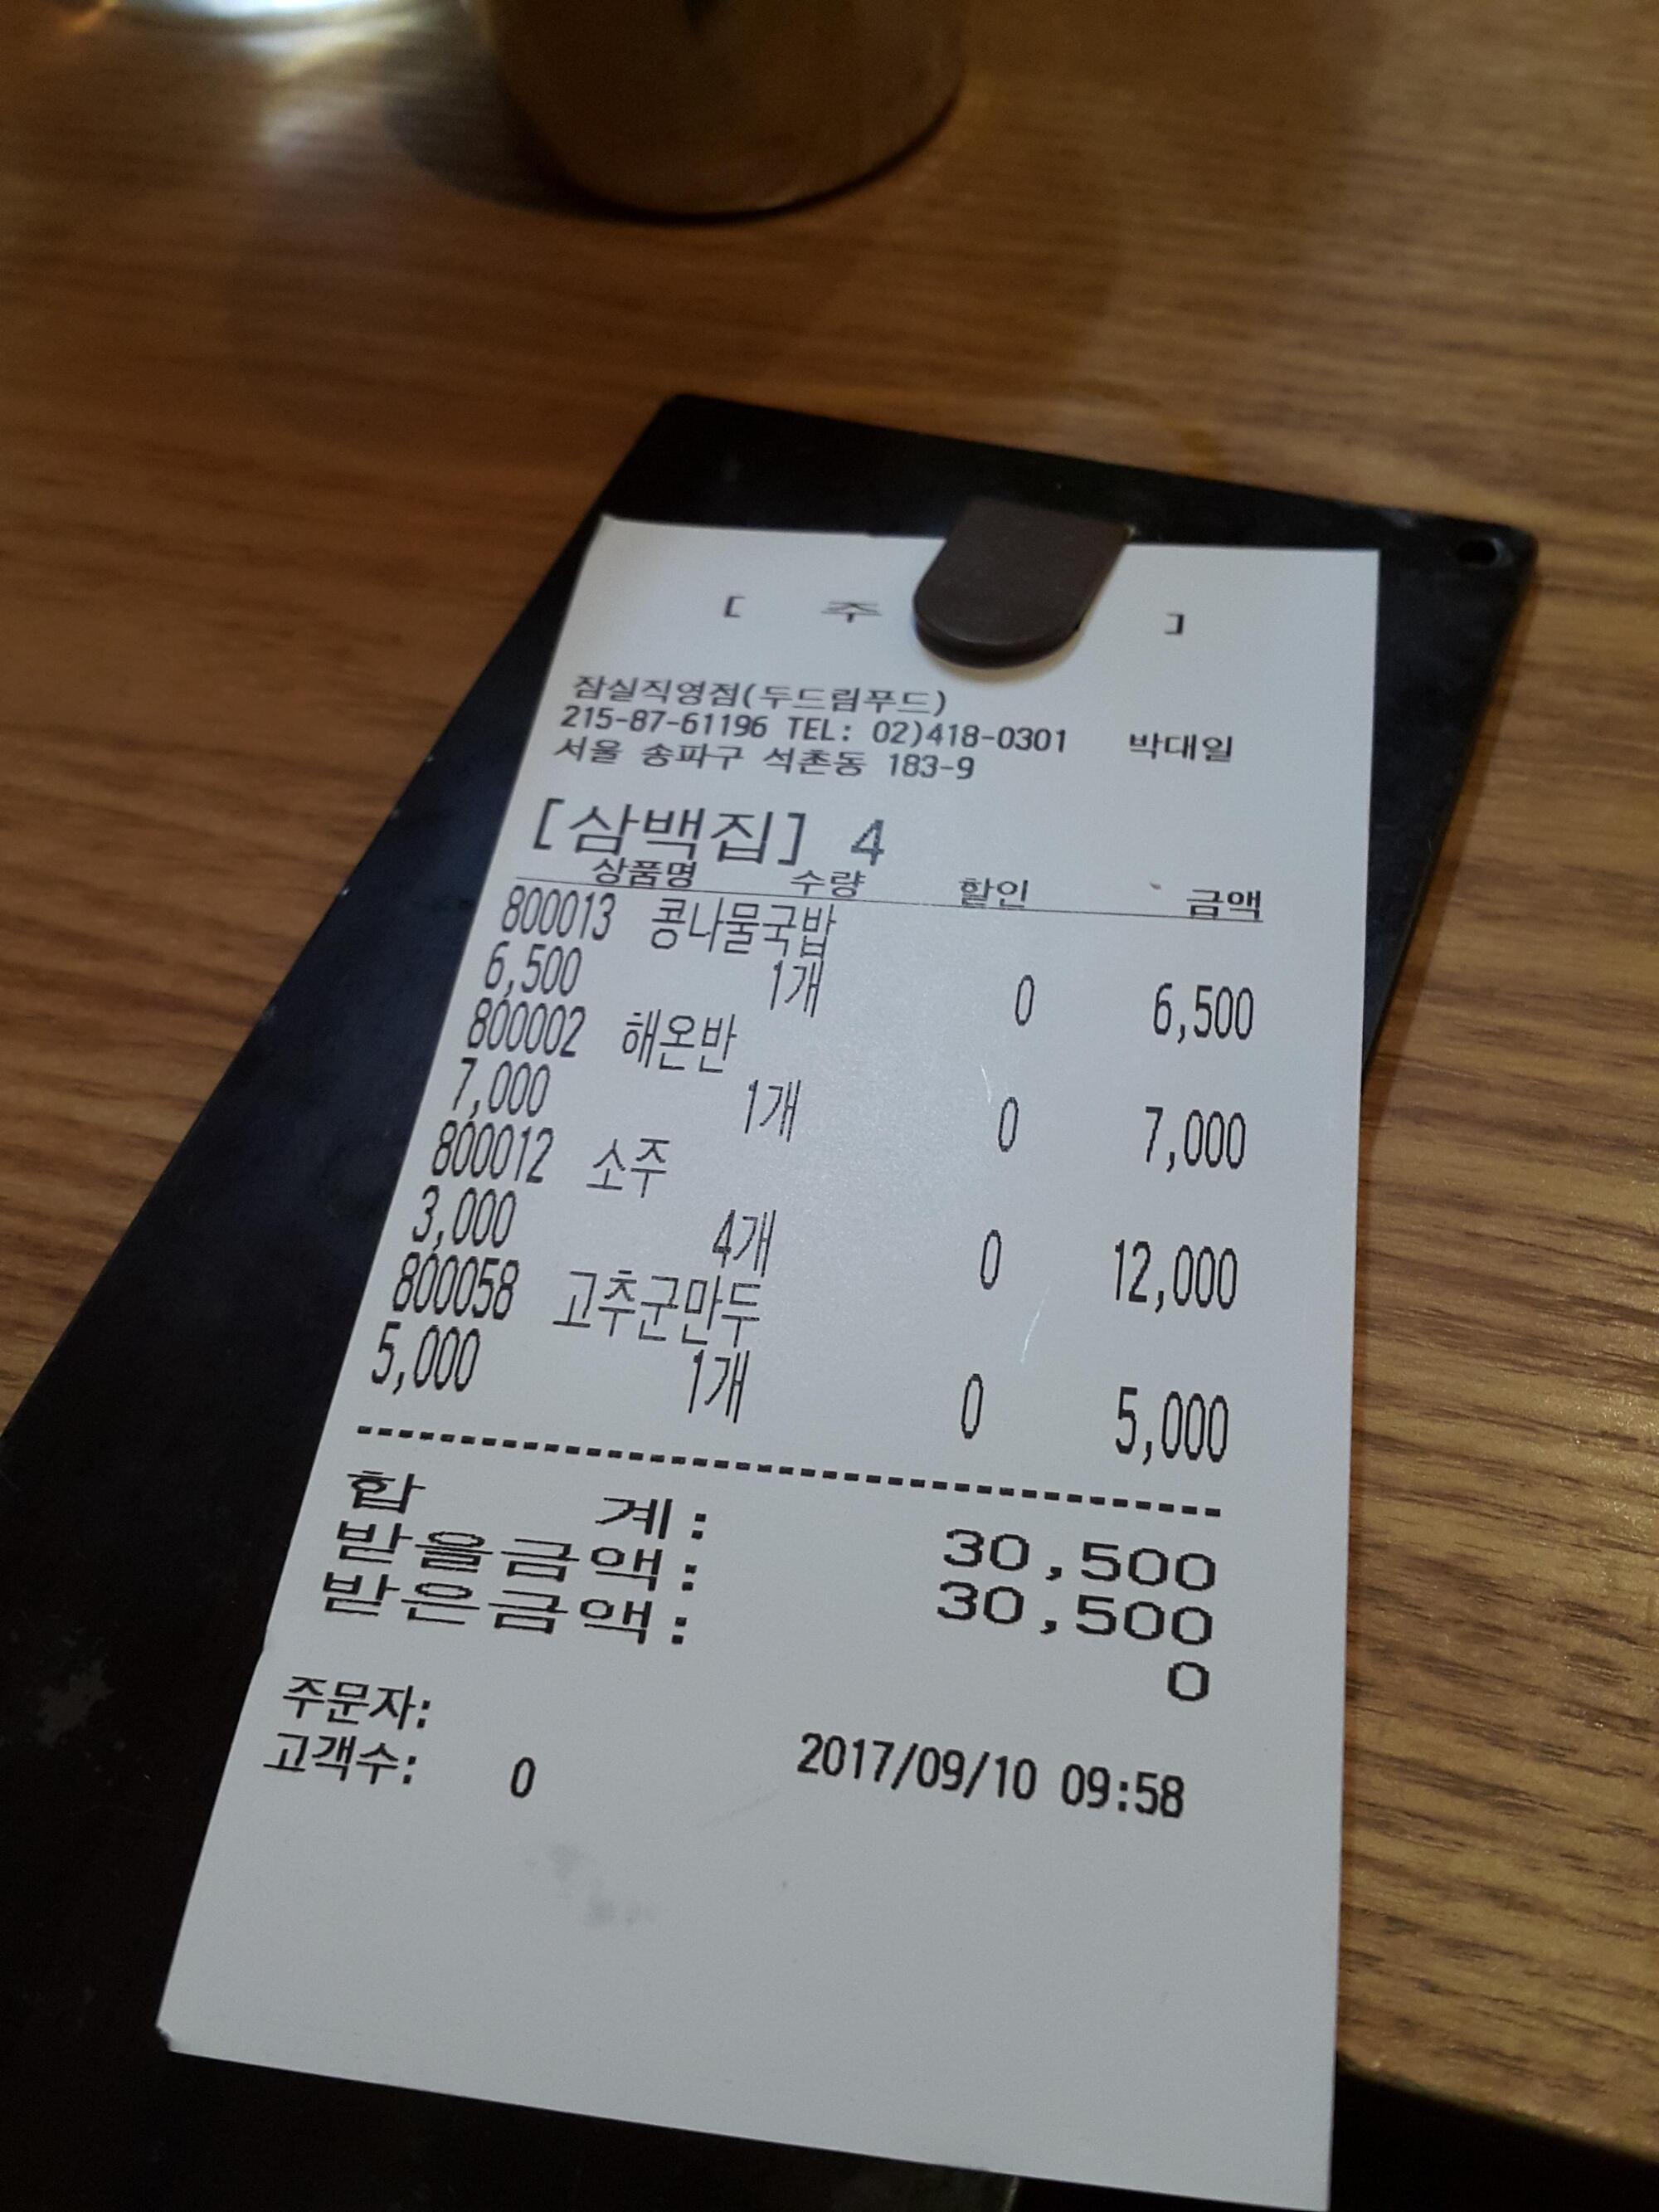 [ 주 ]
잠실직영점(두드림푸드)
215-87-61196 TEL: 02)418-0301 박대일
서울 송파구 석촌동 183-9
[삼백집] 4
상품명 수량 할인 금액
800013 콩나물국밥
6,500 1개 0 6,500
800002 해온반
7,000 1개 0 7,000
800012 소주
3,000 4개 0 12,000
800058 고추군만두
5,000 1개 0 5,000
--------------------------------
합 계: 30,500
받을금액: 30,500
받은금액: 0
주문자:
고객수: 0 2017/09/10 09:58